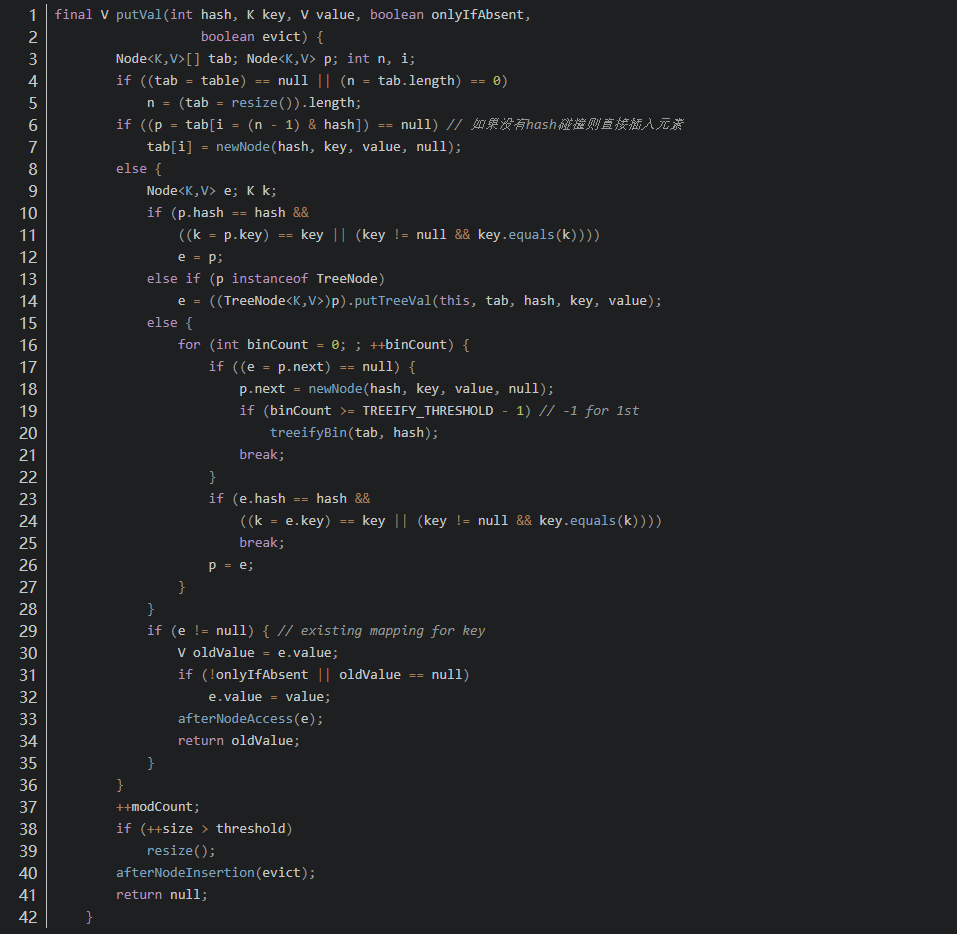 1 final V putVal(int hash, K key, V value, boolean onlyIfAbsent,
2                    boolean evict) {
3         Node<K,V>[] tab; Node<K,V> p; int n, i;
4         if ((tab = table) == null || (n = tab.length) == 0)
5             n = (tab = resize()).length;
6         if ((p = tab[i = (n - 1) & hash]) == null) // 如果没有hash碰撞则直接插入元素
7             tab[i] = newNode(hash, key, value, null);
8         else {
9             Node<K,V> e; K k;
10             if (p.hash == hash &&
11                 ((k = p.key) == key || (key != null && key.equals(k))))
12                 e = p;
13             else if (p instanceof TreeNode)
14                 e = ((TreeNode<K,V>)p).putTreeVal(this, tab, hash, key, value);
15             else {
16                 for (int binCount = 0; ; ++binCount) {
17                     if ((e = p.next) == null) {
18                         p.next = newNode(hash, key, value, null);
19                         if (binCount >= TREEIFY_THRESHOLD - 1) // -1 for 1st
20                             treeifyBin(tab, hash);
21                         break;
22                     }
23                     if (e.hash == hash &&
24                         ((k = e.key) == key || (key != null && key.equals(k))))
25                         break;
26                     p = e;
27                 }
28             }
29             if (e != null) { // existing mapping for key
30                 V oldValue = e.value;
31                 if (!onlyIfAbsent || oldValue == null)
32                     e.value = value;
33                 afterNodeAccess(e);
34                 return oldValue;
35             }
36         }
37         ++modCount;
38         if (++size > threshold)
39             resize();
40         afterNodeInsertion(evict);
41         return null;
42     }